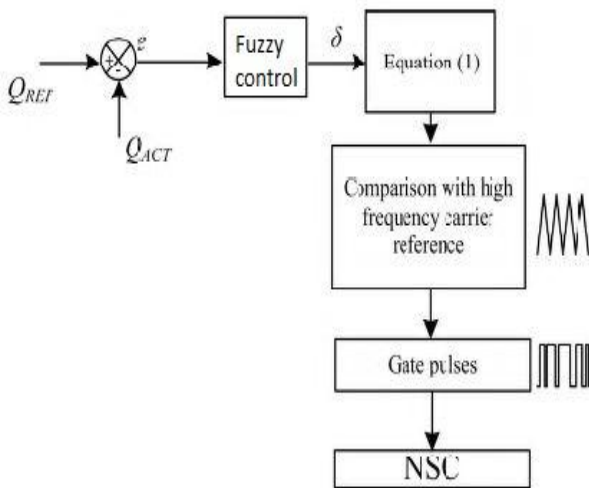 e
Fuzzy
control
δ
Equation (1)
+
-
Q_REF
Q_ACT
Comparison with high
frequency carrier
reference
Gate pulses
NSC